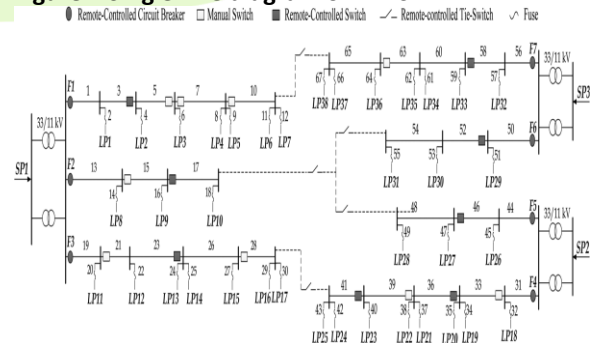 Remote-Controlled Circuit Breaker Manual Switch Remote-Controlled Switch Remote-controlled Tie-Switch Fuse
F1 1 3 5 7 10
2 4 6 8 9 11 12
LP1 LP2 LP3 LP4 LP5 LP6 LP7
33/11 kV
SP1
F2 13 15 17
14 16 18
LP8 LP9 LP10
F3 19 21 23 26 28
20 22 24 25 27 29 30
LP11 LP12 LP13 LP14 LP15 LP16 LP17
65 63 60 58 56 F7
67 66 64 62 61 59 57
LP38 LP37 LP36 LP35 LP34 LP33 LP32
33/11 kV
SP3
54 52 50 F6
55 53 51
LP31 LP30 LP29
48 46 44 F5
49 47 45
LP28 LP27 LP26
33/11 kV
SP2
41 39 36 33 31 F4
43 42 40 38 37 35 34 32
LP25 LP24 LP23 LP22 LP21 LP20 LP19 LP18